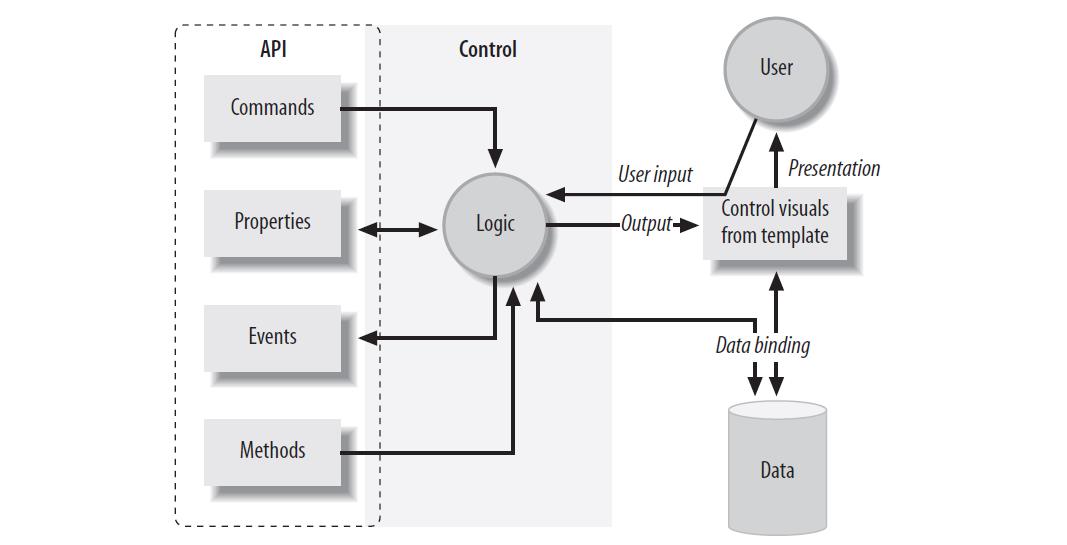 API
Control
User
Commands
User input
Presentation
Properties
Logic
Output
Control visuals
from template
Events
Data binding
Methods
Data